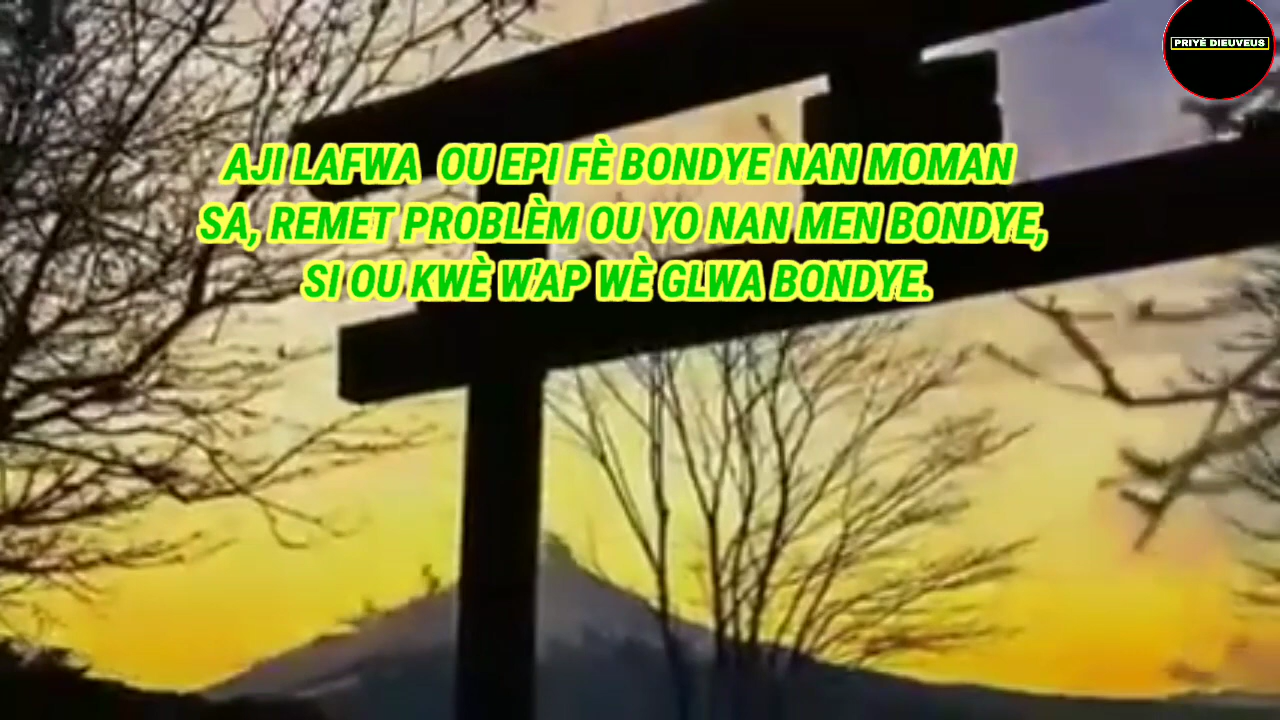 PRIYÈ DIEUVEUS
AJI LAFWA OU EPI FÈ BONDYE NAN MOMAN
SA, REMET PROBLÈM OU YO NAN MEN BONDYE,
SI OU KWÈ W'AP WÈ GLWA BONDYE.